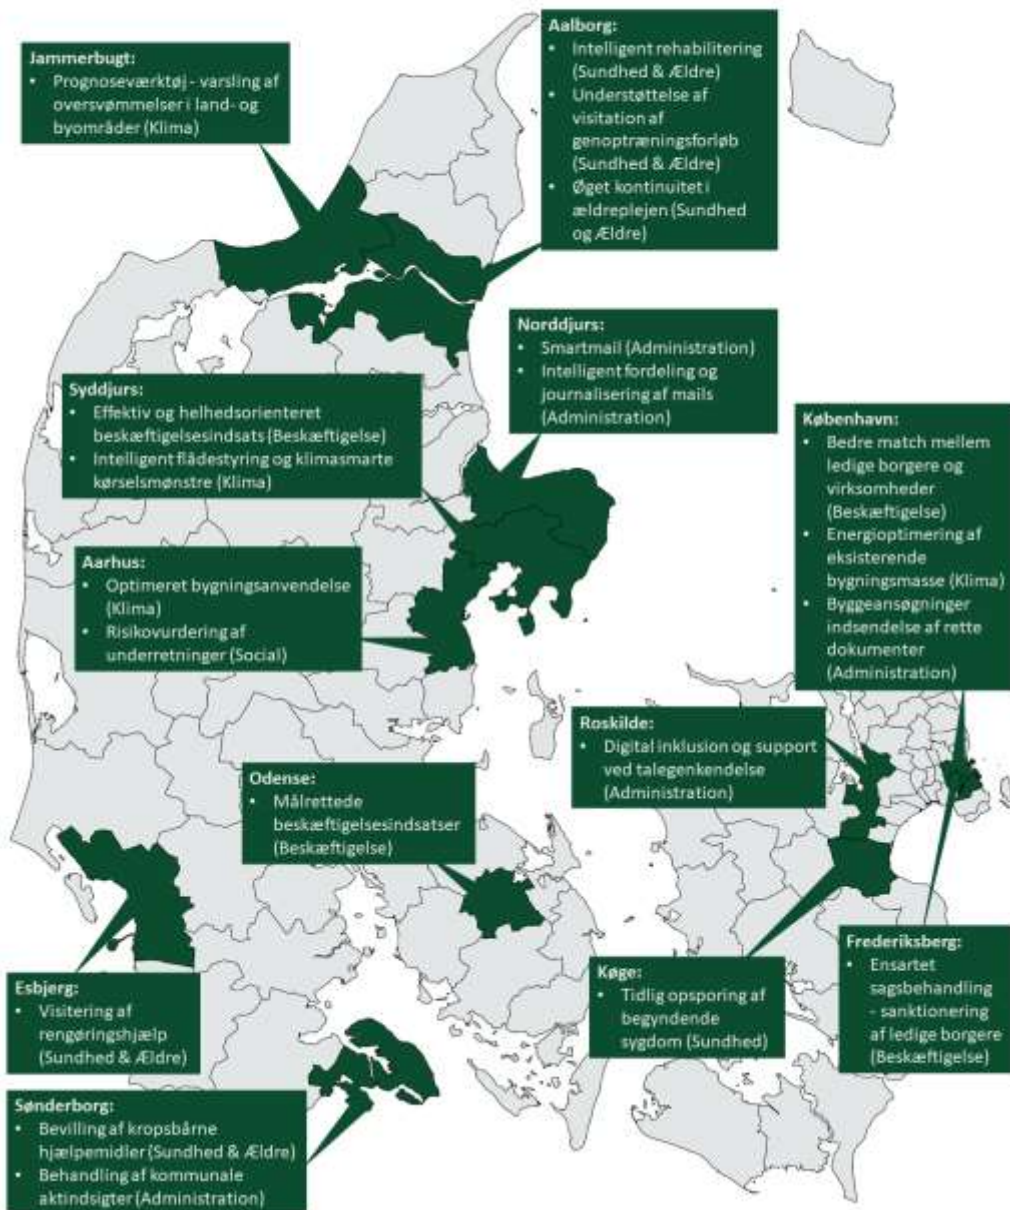 Jammerbugt:
• Prognoseværktøj - varsling af
oversvømmelser i land- og
byområder (Klima)
Aalborg:
• Intelligent rehabilitering
(Sundhed & Ældre)
• Understøttelse af
visitation af
genoptræningsforløb
(Sundhed & Ældre)
• Øget kontinuitet i
ældreplejen (Sundhed
og Ældre)
Norddjurs:
• Smartmail (Administration)
• Intelligent fordeling og
journalisering af mails
(Administration)
Syddjurs:
• Effektiv og helhedsorienteret
beskæftigelsesindsats (Beskæftigelse)
• Intelligent flådestyring og klimasmarte
kørselsmønstre (Klima)
København:
• Bedre match mellem
ledige borgere og
virksomheder
(Beskæftigelse)
• Energioptimering af
eksisterende
bygningsmasse (Klima)
• Byggeansøgninger
indsendelse af rette
dokumenter
(Administration)
Aarhus:
• Optimeret bygningsanvendelse
(Klima)
• Risikovurdering af
underretninger (Social)
Roskilde:
• Digital inklusion og support
ved talegenkendelse
(Administration)
Odense:
• Målrettede
beskæftigelsesindsatser
(Beskæftigelse)
Frederiksberg:
• Ensartet
sagsbehandling
- sanktionering
af ledige borgere
(Beskæftigelse)
Køge:
• Tidlig opsporing af
begyndende
sygdom (Sundhed)
Esbjerg:
• Visitering af
rengøringshjælp
(Sundhed & Ældre)
Sønderborg:
• Bevilling af kropsbårne
hjælpemidler (Sundhed & Ældre)
• Behandling af kommunale
aktindsigter (Administration)